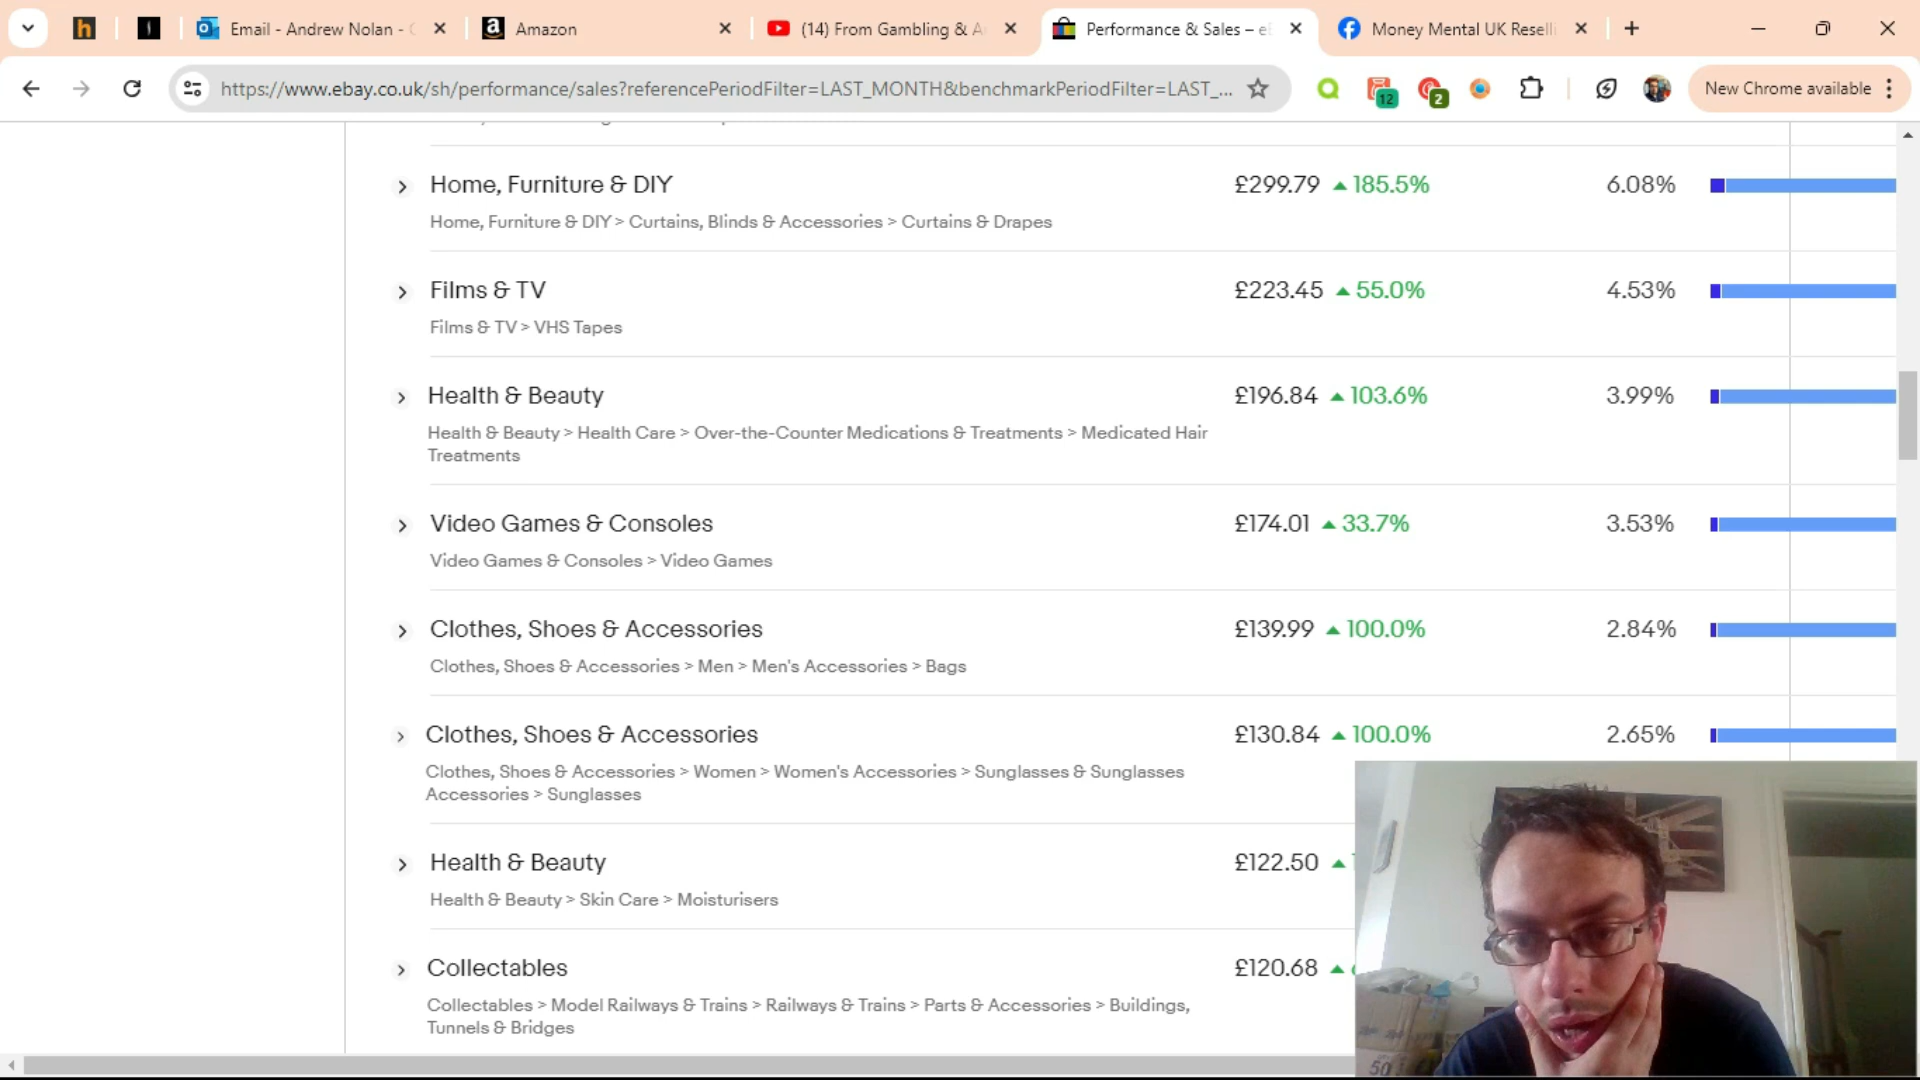 Email - Andrew Nolan -
Amazon
(14) From Gambling & A
Performance & Sales – e
Money Mental UK Reselli
https://www.ebay.co.uk/sh/performance/sales?referencePeriodFilter=LAST_MONTH&benchmarkPeriodFilter=LAST_...
12
2
New Chrome available
Home, Furniture & DIY £299.79 185.5% 6.08%
Home, Furniture & DIY > Curtains, Blinds & Accessories > Curtains & Drapes
Films & TV £223.45 55.0% 4.53%
Films & TV > VHS Tapes
Health & Beauty £196.84 103.6% 3.99%
Health & Beauty > Health Care > Over-the-Counter Medications & Treatments > Medicated Hair
Treatments
Video Games & Consoles £174.01 33.7% 3.53%
Video Games & Consoles > Video Games
Clothes, Shoes & Accessories £139.99 100.0% 2.84%
Clothes, Shoes & Accessories > Men > Men's Accessories > Bags
Clothes, Shoes & Accessories £130.84 100.0% 2.65%
Clothes, Shoes & Accessories > Women > Women's Accessories > Sunglasses & Sunglasses
Accessories > Sunglasses
Health & Beauty £122.50
Health & Beauty > Skin Care > Moisturisers
Collectables £120.68
Collectables > Model Railways & Trains > Railways & Trains > Parts & Accessories > Buildings,
Tunnels & Bridges
50